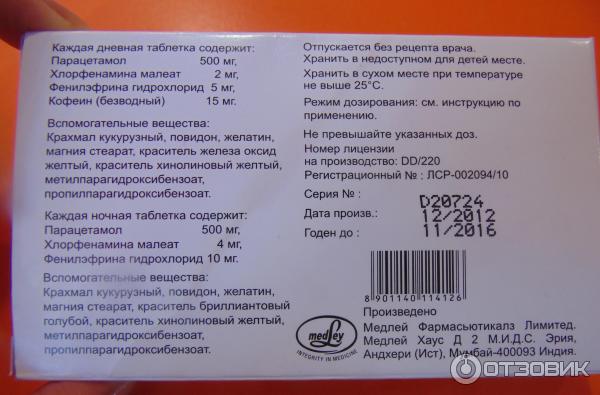 Каждая дневная таблетка содержит:
Парацетамол 500 мг,
Хлорфенамина малеат 2 мг,
Фенилэфрина гидрохлорид 5 мг,
Кофеин (безводный) 15 мг.
Вспомогательные вещества:
Крахмал кукурузный, повидон, желатин,
магния стеарат, краситель железа оксид
желтый, краситель хинолиновый желтый,
метилпарагидроксибензоат,
пропилпарагидроксибензоат.
Каждая ночная таблетка содержит:
Парацетамол 500 мг,
Хлорфенамина малеат 4 мг,
Фенилэфрина гидрохлорид 10 мг.
Вспомогательные вещества:
Крахмал кукурузный, повидон, желатин,
магния стеарат, краситель бриллиантовый
голубой, краситель хинолиновый желтый,
метилпарагидроксибензоат,
пропилпарагидроксибензоат.
Отпускается без рецепта врача.
Хранить в недоступном для детей месте.
Хранить в сухом месте при температуре
не выше 25°C.
Режим дозирования: см. инструкцию по
применению.
Не превышайте указанных доз.
Номер лицензии
на производство: DD/220
Регистрационный № : ЛСР-002094/10
Серия № : D20724
Дата произв.: 12/2012
Годен до: 11/2016
8 901140 114126
medley
INTEGRITY IN MEDICINE
Произведено
Медлей Фармасьютикалз Лимитед.
Медлей Хаус Д 2 М.И.Д.С. Эрия,
Андхери (Ист), Мумбай-400093 Индия.
ОТЗОВИК